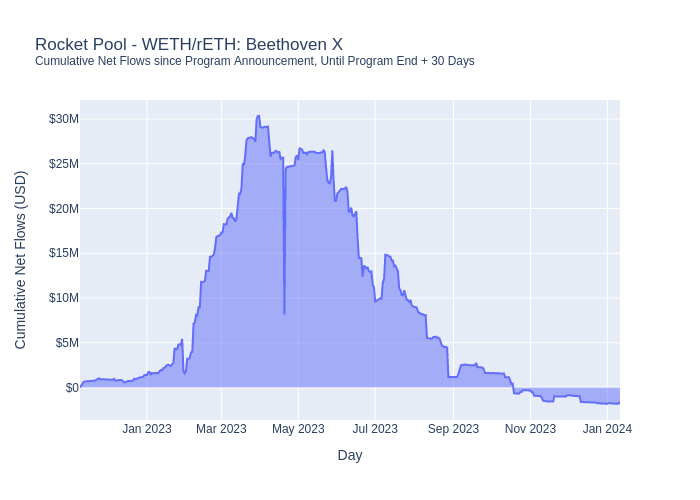 Rocket Pool - WETH/rETH: Beethoven X
Cumulative Net Flows since Program Announcement, Until Program End + 30 Days
Cumulative Net Flows (USD)
$30M
$25M
$20M
$15M
$10M
$5M
$0
Jan 2023 Mar 2023 May 2023 Jul 2023 Sep 2023 Nov 2023 Jan 2024
Day